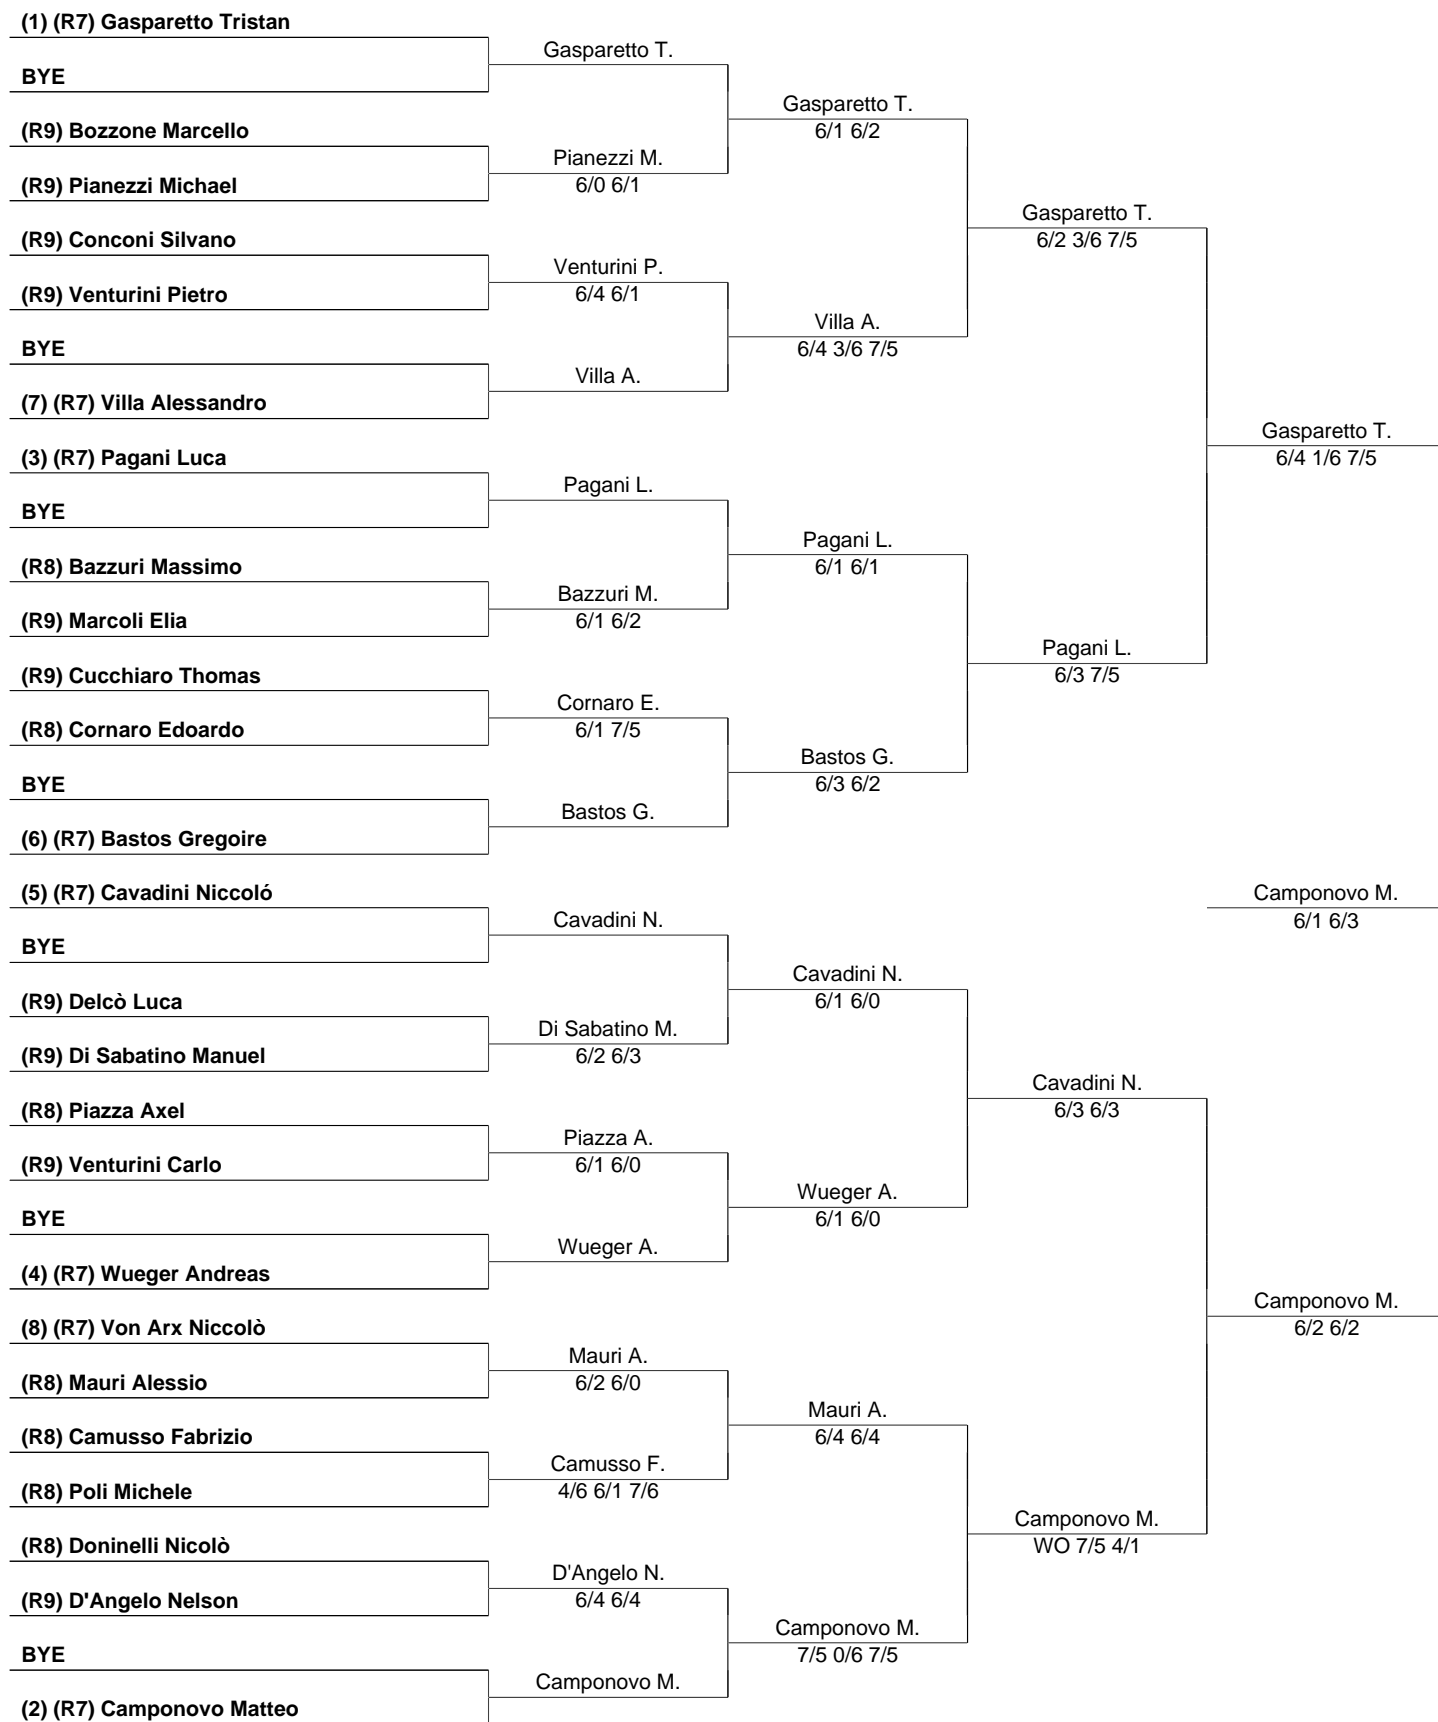 (1) (R7) Gasparetto Tristan
BYE
(R9) Bozzone Marcello
(R9) Pianezzi Michael
(R9) Conconi Silvano
(R9) Venturini Pietro
BYE
(7) (R7) Villa Alessandro
(3) (R7) Pagani Luca
BYE
(R8) Bazzuri Massimo
(R9) Marcoli Elia
(R9) Cucchiaro Thomas
(R8) Cornaro Edoardo
BYE
(6) (R7) Bastos Gregoire
(5) (R7) Cavadini Niccoló
BYE
(R9) Delcò Luca
(R9) Di Sabatino Manuel
(R8) Piazza Axel
(R9) Venturini Carlo
BYE
(4) (R7) Wueger Andreas
(8) (R7) Von Arx Niccolò
(R8) Mauri Alessio
(R8) Camusso Fabrizio
(R8) Poli Michele
(R8) Doninelli Nicolò
(R9) D'Angelo Nelson
BYE
(2) (R7) Camponovo Matteo
Gasparetto T.
Pianezzi M.
6/0 6/1
Venturini P.
6/4 6/1
Villa A.
Pagani L.
Bazzuri M.
6/1 6/2
Cornaro E.
6/1 7/5
Bastos G.
Cavadini N.
Di Sabatino M.
6/2 6/3
Piazza A.
6/1 6/0
Wueger A.
Mauri A.
6/2 6/0
Camusso F.
4/6 6/1 7/6
D'Angelo N.
6/4 6/4
Camponovo M.
Gasparetto T.
6/1 6/2
Villa A.
6/4 3/6 7/5
Pagani L.
6/1 6/1
Bastos G.
6/3 6/2
Cavadini N.
6/1 6/0
Wueger A.
6/1 6/0
Mauri A.
6/4 6/4
Camponovo M.
7/5 0/6 7/5
Gasparetto T.
6/2 3/6 7/5
Pagani L.
6/3 7/5
Cavadini N.
6/3 6/3
Camponovo M.
WO 7/5 4/1
Gasparetto T.
6/4 1/6 7/5
Camponovo M.
6/1 6/3
Camponovo M.
6/2 6/2